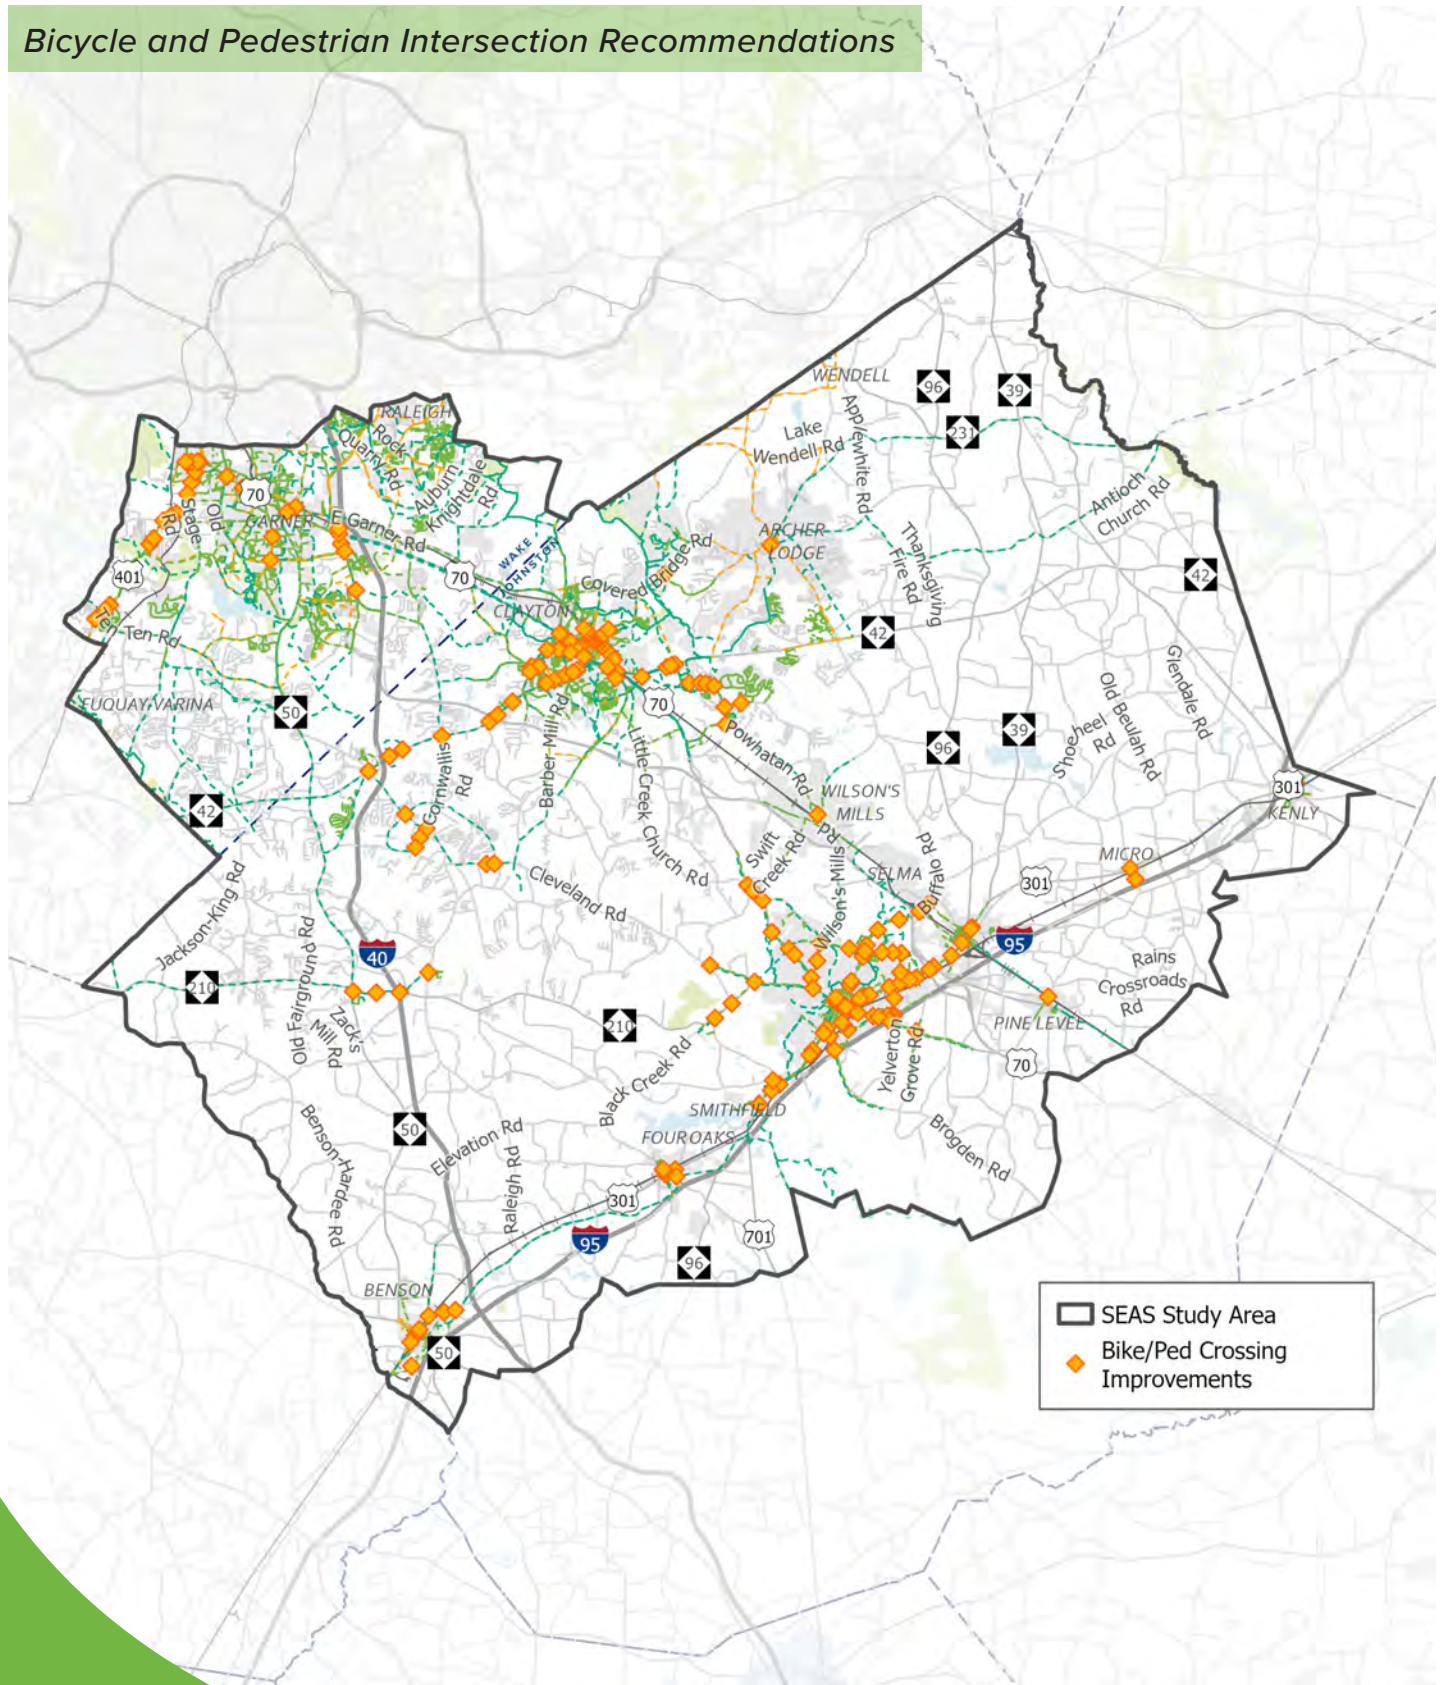 Bicycle and Pedestrian Intersection Recommendations
WENDELL
96
39
RALEIGH
Rock
Quarry Rd
Applewhite Rd
Lake
Wendell Rd
231
Auburn
Knightdale
Rd
70
Old
Stage
Rd
GARNER
E Garner Rd
Antioch
Church Rd
ARCHER
LODGE
Thanksgiving
Fire Rd
WAKE
JOHNSTON
401
70
Covered Bridge Rd
42
CLAYTON
Ten Ten Rd
42
FUQUAY-VARINA
50
70
Glendale Rd
Old Beulah Rd
Shoeheel
Rd
39
96
Powhatan Rd
Barber Mill Rd
Little Creek Church Rd
Cornwallis
Rd
42
WILSON'S
MILLS
301
KENLY
Swift
Creek Rd
Wilson's Mills Rd
Buffalo Rd
MICRO
SELMA
301
Cleveland Rd
Jackson-King Rd
40
95
210
Old Fairground Rd
Zack's
Mill Rd
Rains
Crossroads
Rd
210
PINE LEVEL
Black Creek Rd
Yelverton
Grove Rd
70
SMITHFIELD
FOUR OAKS
50
Elevation Rd
Brogden Rd
Benson-Hardee Rd
Raleigh Rd
301
701
95
96
BENSON
50
SEAS Study Area
Bike/Ped Crossing
Improvements